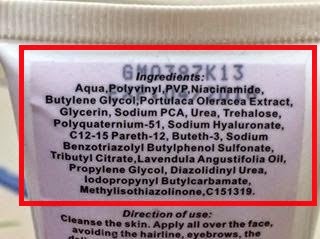 GM0387K13
Ingredients:
Aqua,Polyvinyl,PVP,Niacinamide,
Butylene Glycol,Portulaca Oleracea Extract,
Glycerin, Sodium PCA, Urea, Trehalose,
Polyquaternium-51, Sodium Hyaluronate,
C12-15 Pareth-12, Buteth-3, Sodium
Benzotriazolyl Butylphenol Sulfonate,
Tributyl Citrate,Lavendula Angustifolia Oil,
Propylene Glycol, Diazolidinyl Urea,
Iodopropynyl Butylcarbamate,
Methylisothiazolinone,C151319.
Direction of use:
Cleanse the skin. Apply all over the face,
avoiding the hairline, eyebrows, the